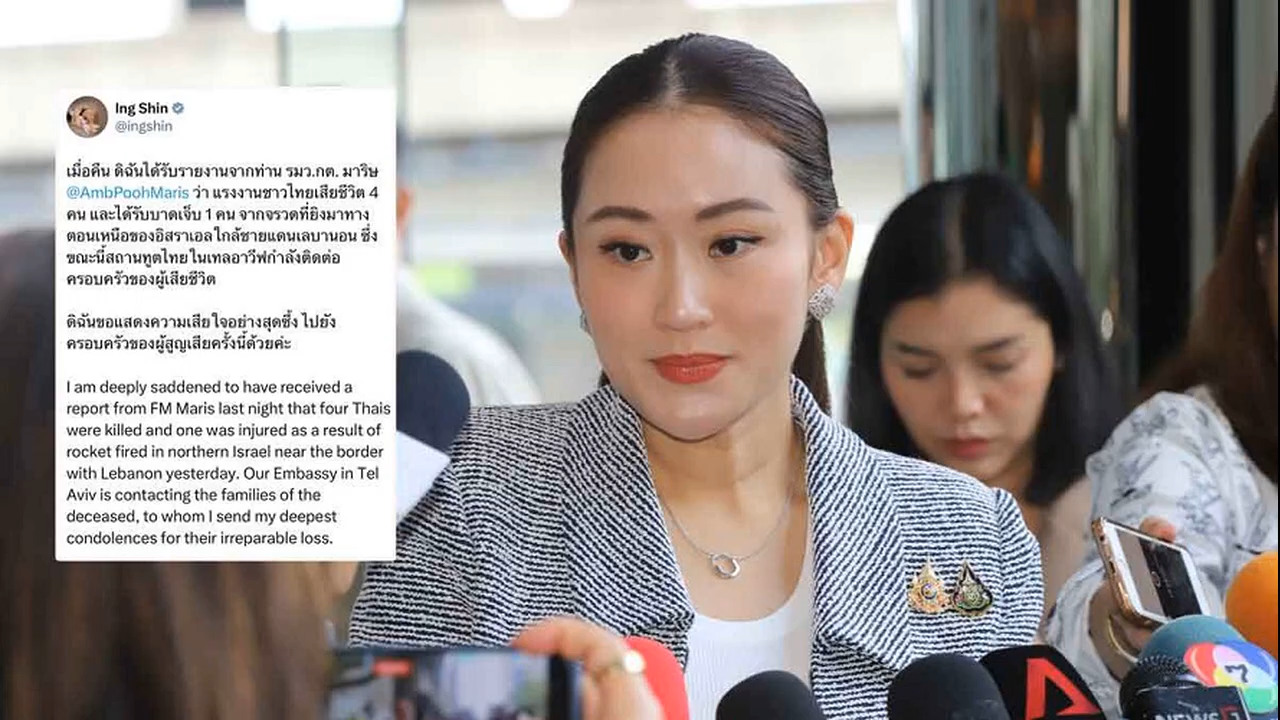 Ing Shin
@ingshin
เมื่อคืน ดิฉันได้รับรายงานจากท่าน รมว.กต. มาริษ
@AmbPoohMaris ว่า แรงงานชาวไทยเสียชีวิต 4
คน และได้รับบาดเจ็บ 1 คน จากจรวดที่ยิงมาทาง
ตอนเหนือของอิสราเอลใกล้ชายแดนเลบานอน ซึ่ง
ขณะนี้สถานทูตไทยในเทลอาวีฟกำลังติดต่อ
ครอบครัวของผู้เสียชีวิต
ดิฉันขอแสดงความเสียใจอย่างสุดซึ้ง ไปยัง
ครอบครัวของผู้สูญเสียครั้งนี้ด้วยค่ะ
I am deeply saddened to have received a
report from FM Maris last night that four Thais
were killed and one was injured as a result of
rocket fired in northern Israel near the border
with Lebanon yesterday. Our Embassy in Tel
Aviv is contacting the families of the
deceased, to whom I send my deepest
condolences for their irreparable loss.
7